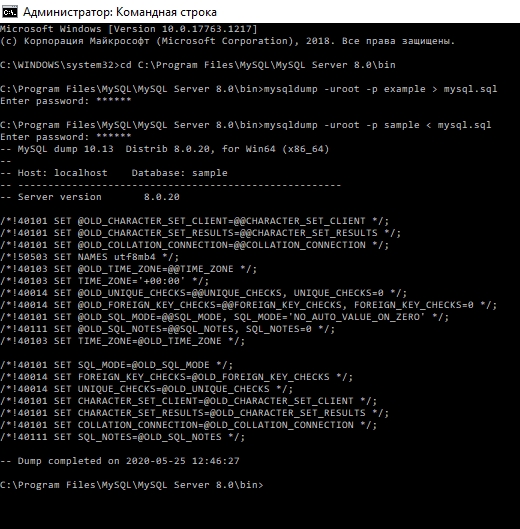 Администратор: Командная строка
Microsoft Windows [Version 10.0.17763.1217]
(c) Корпорация Майкрософт (Microsoft Corporation), 2018. Все права защищены.
C:\WINDOWS\system32>cd C:\Program Files\MySQL\MySQL Server 8.0\bin
C:\Program Files\MySQL\MySQL Server 8.0\bin>mysqldump -uroot -p example > mysql.sql
Enter password: ******
C:\Program Files\MySQL\MySQL Server 8.0\bin>mysqldump -uroot -p sample < mysql.sql
Enter password: ******
-- MySQL dump 10.13  Distrib 8.0.20, for Win64 (x86_64)
--
-- Host: localhost    Database: sample
-- ------------------------------------------------------
-- Server version       8.0.20
/*!40101 SET @OLD_CHARACTER_SET_CLIENT=@@CHARACTER_SET_CLIENT */;
/*!40101 SET @OLD_CHARACTER_SET_RESULTS=@@CHARACTER_SET_RESULTS */;
/*!40101 SET @OLD_COLLATION_CONNECTION=@@COLLATION_CONNECTION */;
/*!50503 SET NAMES utf8mb4 */;
/*!40103 SET @OLD_TIME_ZONE=@@TIME_ZONE */;
/*!40103 SET TIME_ZONE='+00:00' */;
/*!40014 SET @OLD_UNIQUE_CHECKS=@@UNIQUE_CHECKS, UNIQUE_CHECKS=0 */;
/*!40014 SET @OLD_FOREIGN_KEY_CHECKS=@@FOREIGN_KEY_CHECKS, FOREIGN_KEY_CHECKS=0 */;
/*!40101 SET @OLD_SQL_MODE=@@SQL_MODE, SQL_MODE='NO_AUTO_VALUE_ON_ZERO' */;
/*!40111 SET @OLD_SQL_NOTES=@@SQL_NOTES, SQL_NOTES=0 */;
/*!40103 SET TIME_ZONE=@OLD_TIME_ZONE */;
/*!40101 SET SQL_MODE=@OLD_SQL_MODE */;
/*!40014 SET FOREIGN_KEY_CHECKS=@OLD_FOREIGN_KEY_CHECKS */;
/*!40014 SET UNIQUE_CHECKS=@OLD_UNIQUE_CHECKS */;
/*!40101 SET CHARACTER_SET_CLIENT=@OLD_CHARACTER_SET_CLIENT */;
/*!40101 SET CHARACTER_SET_RESULTS=@OLD_CHARACTER_SET_RESULTS */;
/*!40101 SET COLLATION_CONNECTION=@OLD_COLLATION_CONNECTION */;
/*!40111 SET SQL_NOTES=@OLD_SQL_NOTES */;
-- Dump completed on 2020-05-25 12:46:27
C:\Program Files\MySQL\MySQL Server 8.0\bin>